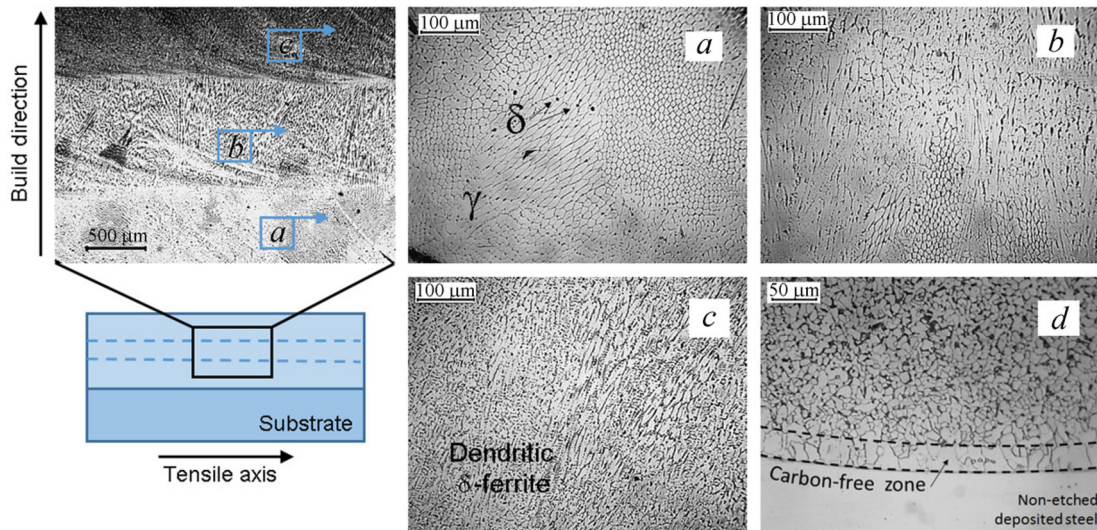 Build direction
c
b
a
500 μm
Substrate
Tensile axis
100 μm
a
δ
γ
100 μm
b
100 μm
c
Dendritic
δ-ferrite
50 μm
d
Carbon-free zone
Non-etched
deposited steel